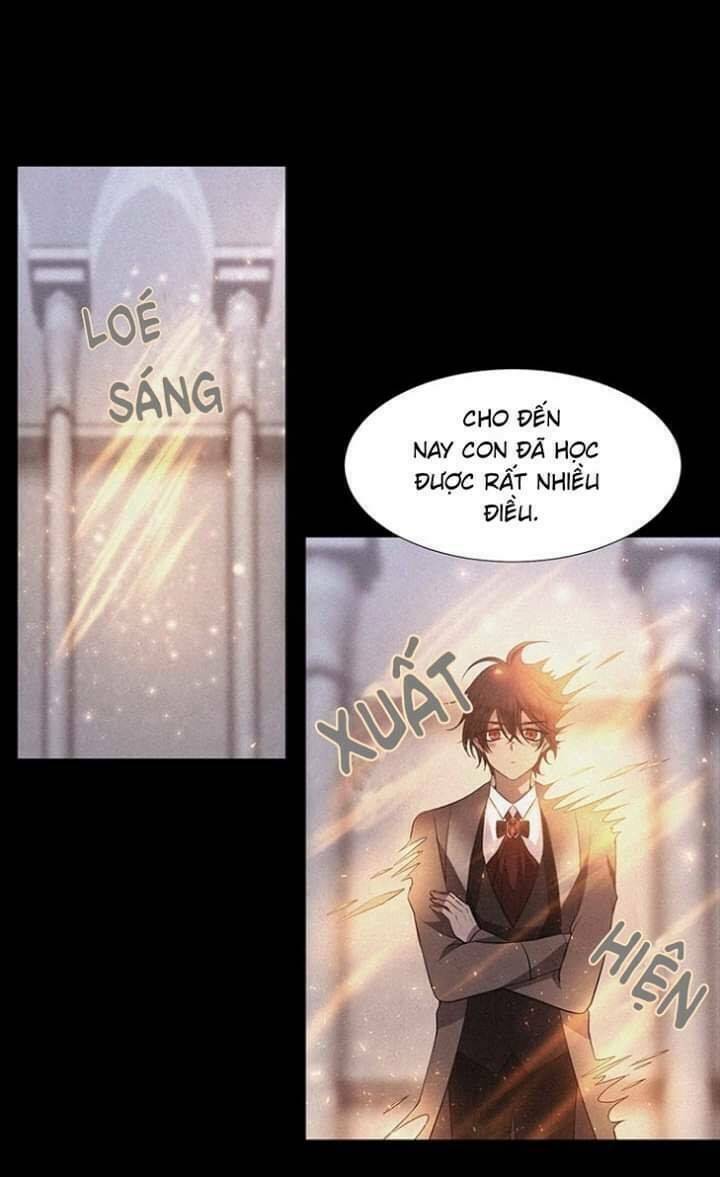 LOÉ
SÁNG
CHO ĐẾN
NAY CON ĐÃ HỌC
ĐƯỢC RẤT NHIỀU
ĐIỀU.
XUẤT
HIỆN